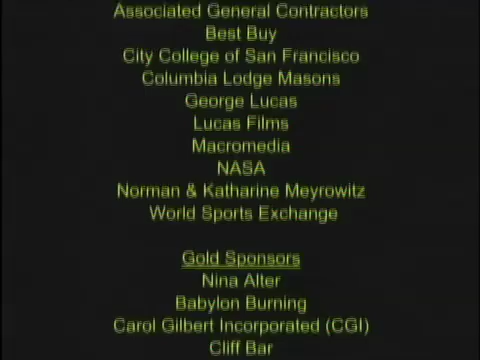 Associated General Contractors
Best Buy
City College of San Francisco
Columbia Lodge Masons
George Lucas
Lucas Films
Macromedia
NASA
Norman & Katharine Meyrowitz
World Sports Exchange
Gold Sponsors
Nina Alter
Babylon Burning
Carol Gilbert Incorporated (CGI)
Cliff Bar